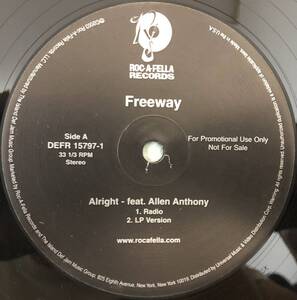 R
ROC-A-FELLA
RECORDS
Freeway
Side A
DEFR 15797-1
33 1/3 RPM
Stereo
For Promotional Use Only
Not For Sale
Alright - feat. Allen Anthony
1. Radio
2. LP Version
www.rocafella.com